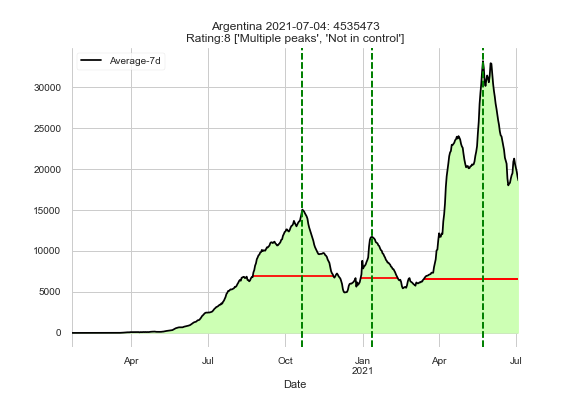 Argentina 2021-07-04: 4535473
Rating:8 ['Multiple peaks', 'Not in control']
Average-7d
30000
25000
20000
15000
10000
5000
0
Apr Jul Oct Jan Apr Jul
2021
Date